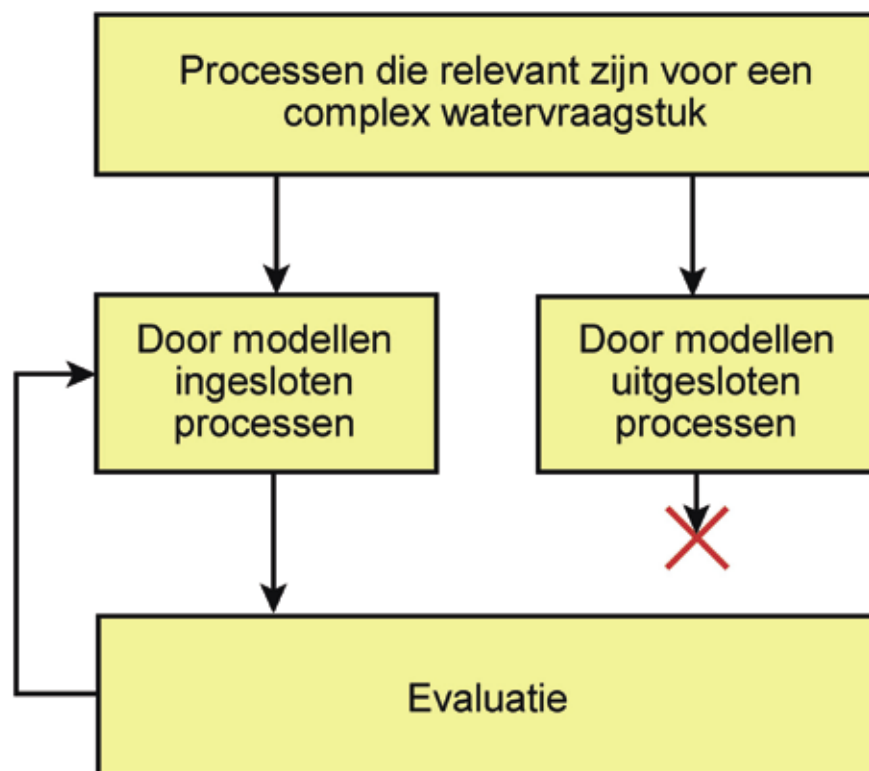 Processen die relevant zijn voor een
complex watervraagstuk
Door modellen
ingesloten
processen
Door modellen
uitgesloten
processen
Evaluatie